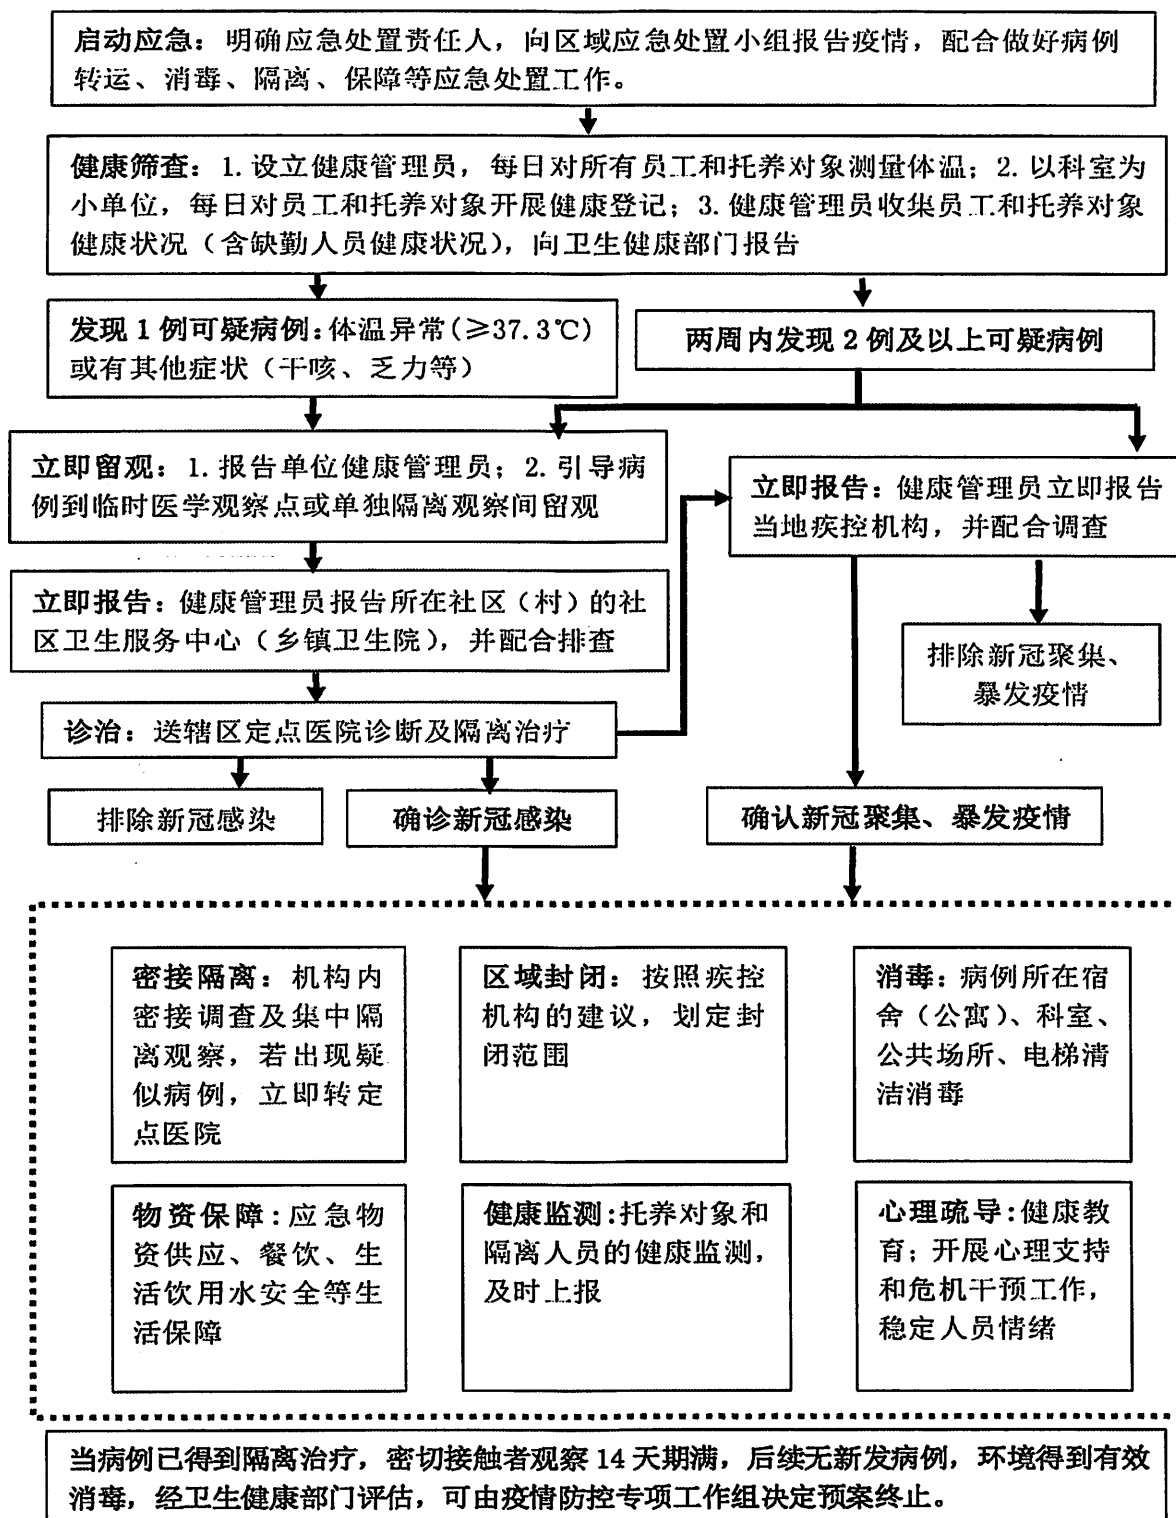 启动应急：明确应急处置责任人，向区域应急处置小组报告疫情，配合做好病例
转运、消毒、隔离、保障等应急处置工作。
健康筛查：1. 设立健康管理员，每日对所有员工和托养对象测量体温；2. 以科室为
小单位，每日对员工和托养对象开展健康登记；3. 健康管理员收集员工和托养对象
健康状况（含缺勤人员健康状况），向卫生健康部门报告
发现 1 例可疑病例：体温异常（≥37.3℃）
或有其他症状（干咳、乏力等）
两周内发现 2 例及以上可疑病例
立即留观：1. 报告单位健康管理员；2. 引导病
例到临时医学观察点或单独隔离观察间留观
立即报告：健康管理员立即报告
当地疾控机构，并配合调查
立即报告：健康管理员报告所在社区（村）的社
区卫生服务中心（乡镇卫生院），并配合排查
排除新冠聚集、
暴发疫情
诊治：送辖区定点医院诊断及隔离治疗
排除新冠感染
确诊新冠感染
确认新冠聚集、暴发疫情
密接隔离：机构内
密接调查及集中隔
离观察，若出现疑
似病例，立即转定
点医院
区域封闭：按照疾控
机构的建议，划定封
闭范围
消毒：病例所在宿
舍（公寓）、科室、
公共场所、电梯清
洁消毒
物资保障：应急物
资供应、餐饮、生
活饮用水安全等生
活保障
健康监测：托养对象和
隔离人员的健康监测，
及时上报
心理疏导：健康教
育；开展心理支持
和危机干预工作，
稳定人员情绪
当病例已得到隔离治疗，密切接触者观察 14 天期满，后续无新发病例，环境得到有效
消毒，经卫生健康部门评估，可由疫情防控专项工作组决定预案终止。